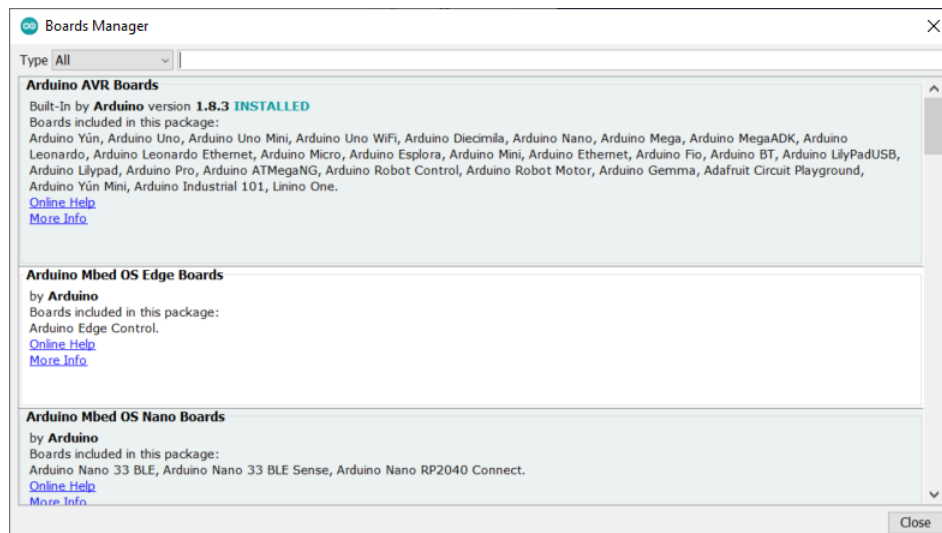 Boards Manager
Type All
Arduino AVR Boards
Built-In by Arduino version 1.8.3 INSTALLED
Boards included in this package:
Arduino Yún, Arduino Uno, Arduino Uno Mini, Arduino Uno WiFi, Arduino Diecimila, Arduino Nano, Arduino Mega, Arduino MegaADK, Arduino
Leonardo, Arduino Leonardo Ethernet, Arduino Micro, Arduino Esplora, Arduino Mini, Arduino Ethernet, Arduino Fio, Arduino BT, Arduino LilyPadUSB,
Arduino Lilypad, Arduino Pro, Arduino ATMegaNG, Arduino Robot Control, Arduino Robot Motor, Arduino Gemma, Adafruit Circuit Playground,
Arduino Yún Mini, Arduino Industrial 101, Linino One.
Online Help
More Info
Arduino Mbed OS Edge Boards
by Arduino
Boards included in this package:
Arduino Edge Control.
Online Help
More Info
Arduino Mbed OS Nano Boards
by Arduino
Boards included in this package:
Arduino Nano 33 BLE, Arduino Nano 33 BLE Sense, Arduino Nano RP2040 Connect.
Online Help
More Info
Close